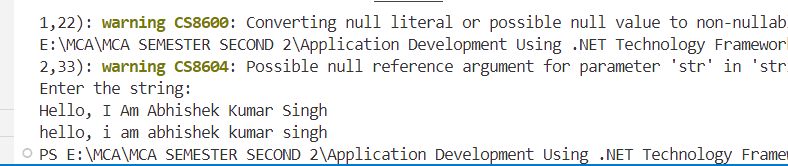 1,22): warning CS8600: Converting null literal or possible null value to non-nullab
E:\MCA\MCA SEMESTER SECOND 2\Application Development Using .NET Technology Framewor
2,33): warning CS8604: Possible null reference argument for parameter 'str' in 'str
Enter the string:
Hello, I Am Abhishek Kumar Singh
hello, i am abhishek kumar singh
PS E:\MCA\MCA SEMESTER SECOND 2\Application Development Using .NET Technology Frame